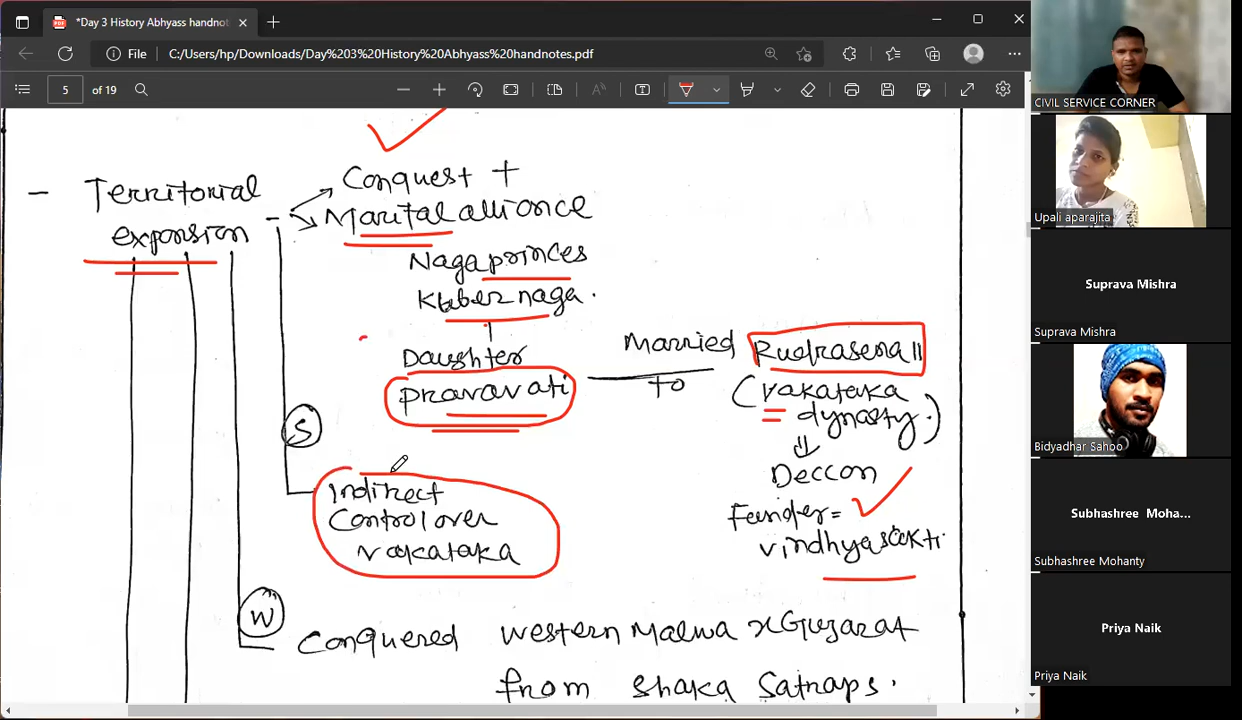 *Day 3 History Abhyass handnot
File
C:/Users/hp/Downloads/Day%203%20History%20Abhyass%20handnotes.pdf
5 of 19
- Territorial expansion -
Conquest +
Marital alliance
Naga princes
Kuber naga.
Daughter
pravavati
Married to
Rudrasena II
(vakataka
dynasty.)
Deccan
Founder =
vindhyasakti
S
Indirect
Control over
vakataka
W
Conquered western Malwa & Gujarat
from Shaka Satraps.
CIVIL SERVICE CORNER
Upali aparajita
Suprava Mishra
Suprava Mishra
Bidyadhar Sahoo
Subhashree Moha...
Subhashree Mohanty
Priya Naik
Priya Naik